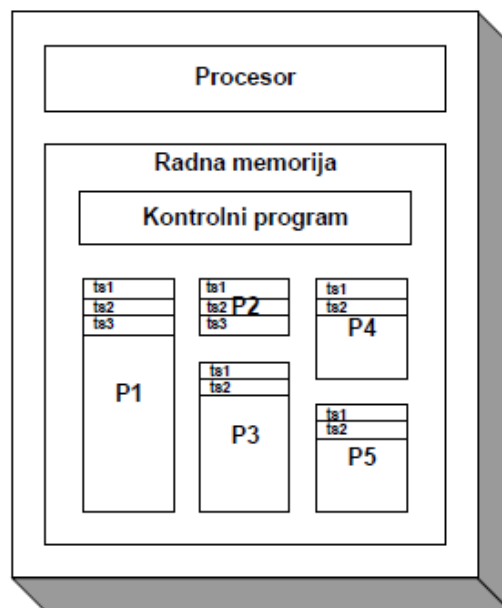 Procesor
Radna memorija
Kontrolni program
ts1
ts2
ts3
P1
ts1
ts2
ts3
P2
ts1
ts2
P3
ts1
ts2
P4
ts1
ts2
P5